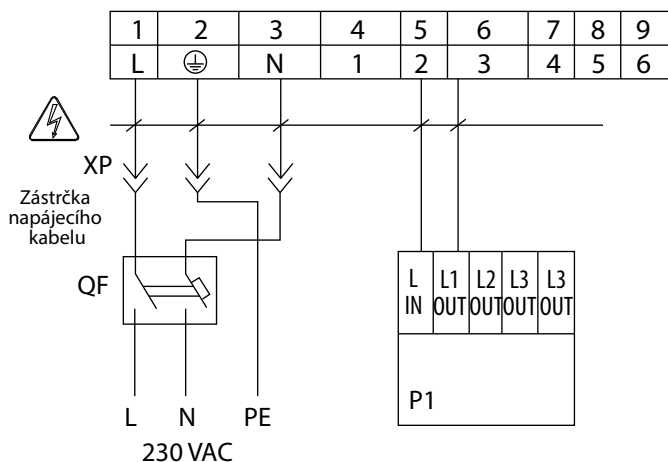 1 2 3 4 5 6 7 8 9
L N 1 2 3 4 5 6
XP
Zástrčka
napájecího
kabelu
QF
L L1 L2 L3 L3
IN OUT OUT OUT OUT
P1
L N PE
230 VAC